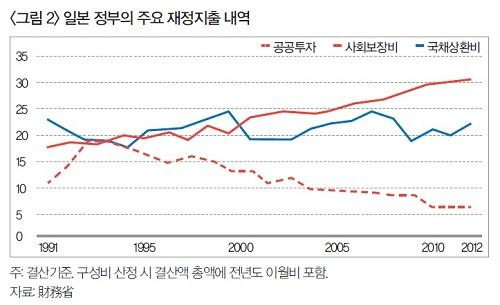 <그림 2> 일본 정부의 주요 재정지출 내역
공공투자 사회보장비 국채상환비
35
30
25
20
15
10
5
0
1991 1995 2000 2005 2010 2012
주: 결산기준. 구성비 산정 시 결산액 총액에 전년도 이월비 포함.
자료: 財務省